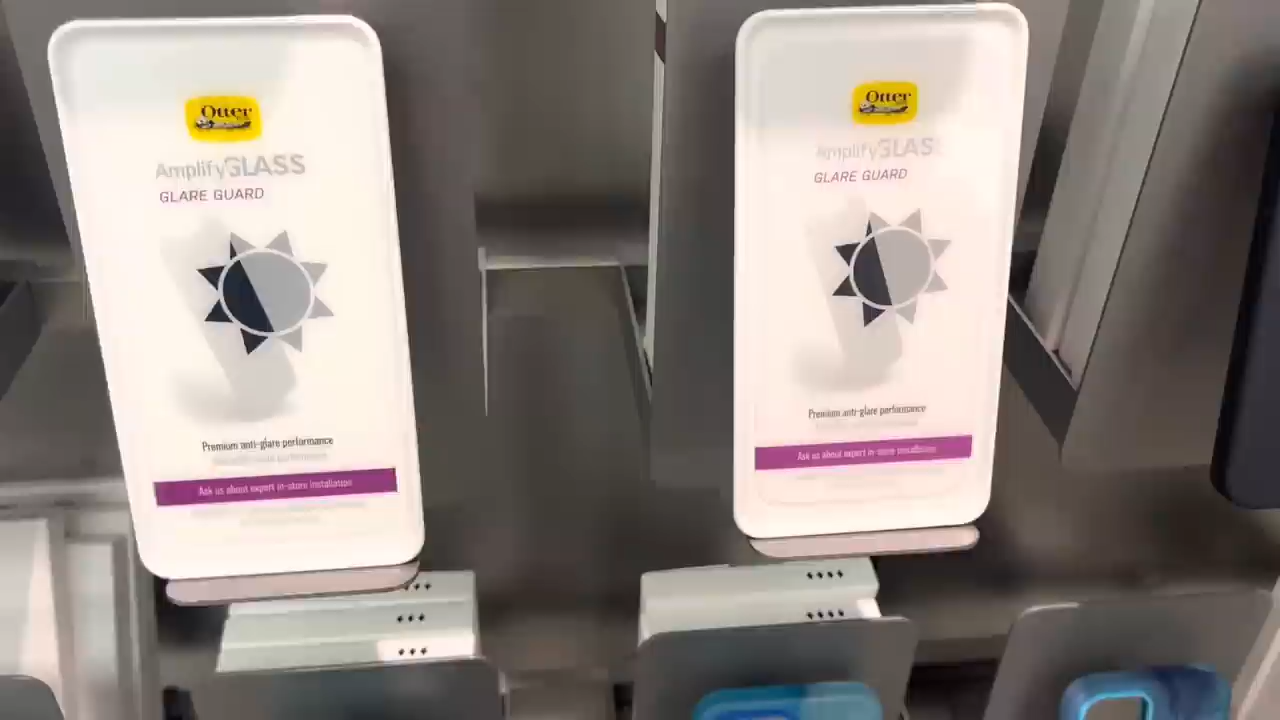 Otter
AmplifyGLASS
GLARE GUARD
Premium anti-glare performance
Ask us about expert in-store installation
Otter
AmplifyGLAS
GLARE GUARD
Premium anti-glare performance
Ask us about expert in-store installation